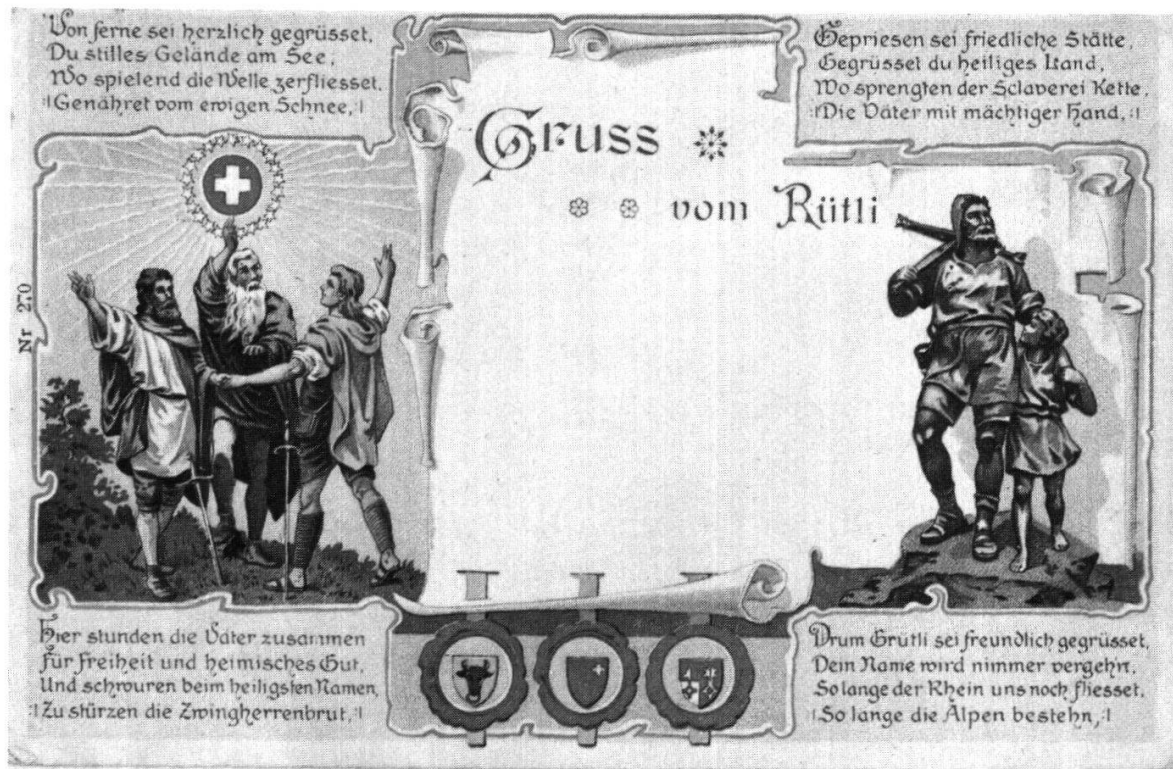 Von ferne sei herzlich gegrüsset,
Du stilles Gelände am See,
Wo spielend die Welle zerfliesset,
:Genähret vom ewigen Schnee,:
Gepriesen sei friedliche Stätte,
Gegrüsset du heiliges Land,
Wo sprengten der Sclaverei Kette,
:Die Väter mit mächtiger Hand,:
Gruss
vom Rütli
Nr 270
Hier stunden die Väter zusammen
Für Freiheit und heimisches Gut,
Und schwuren beim heiligsten Namen,
:Zu stürzen die Zwingherrenbrut,:
Drum Grütli sei freundlich gegrüsset,
Dein Name wird nimmer vergehn,
So lange der Rhein uns noch fliesset,
:So lange die Alpen bestehn,: